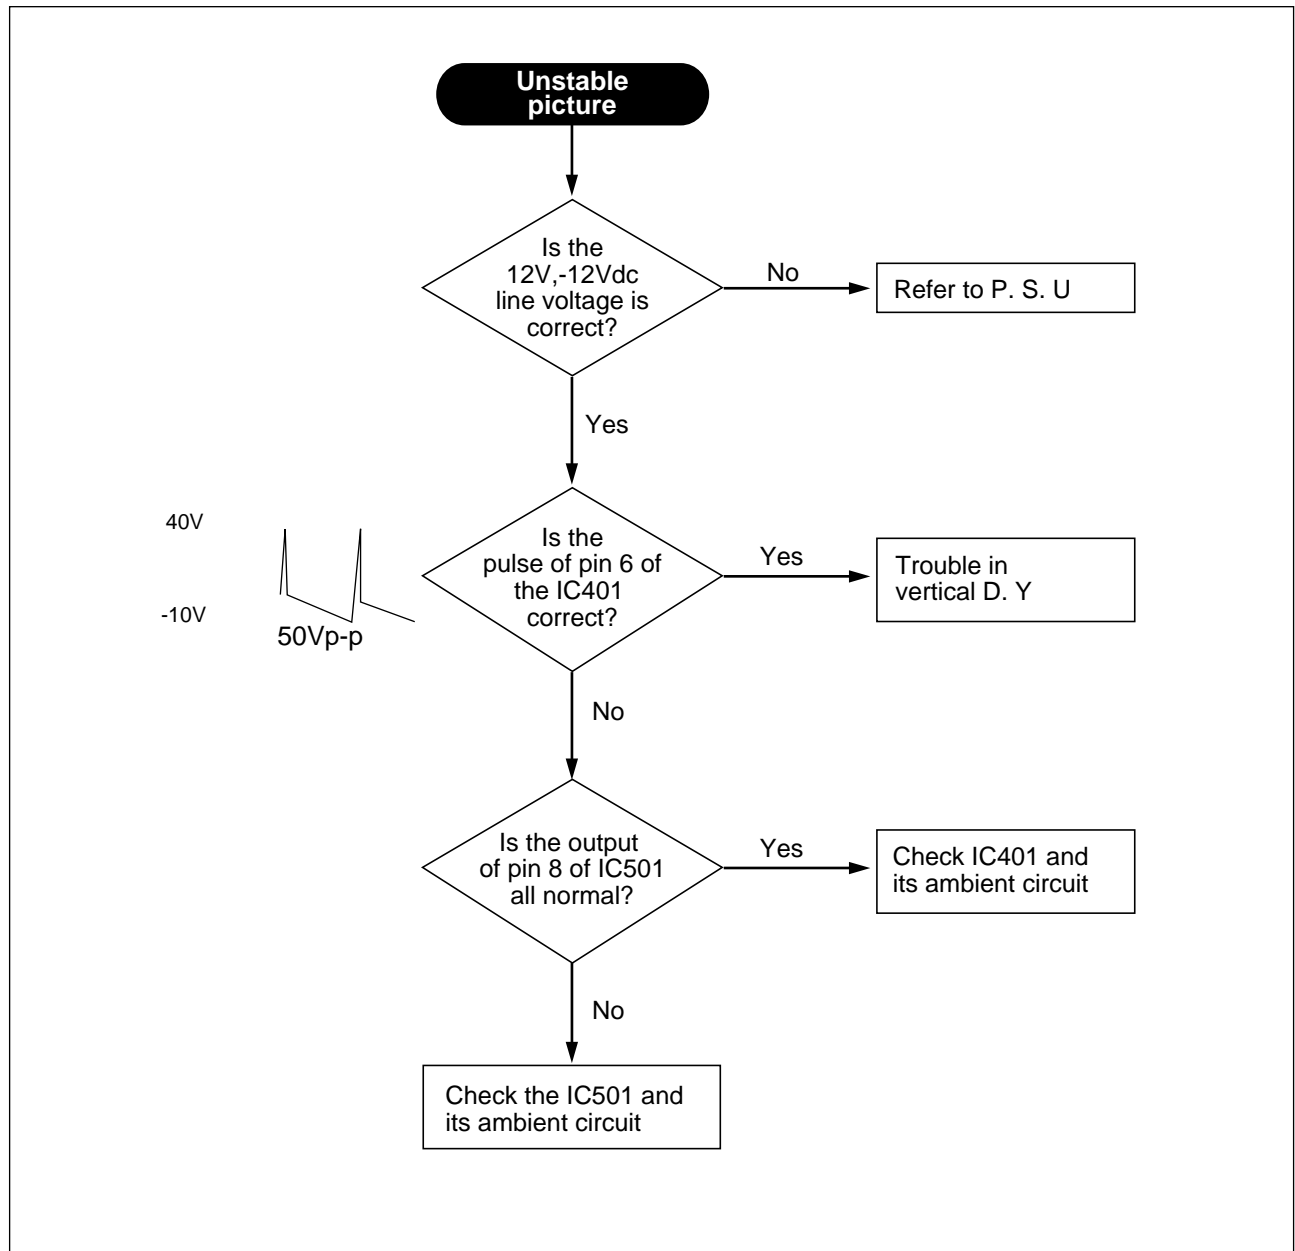 Unstable
picture
Is the
12V,-12Vdc
line voltage is
correct?
No
Refer to P. S. U
Yes
40V
-10V
50Vp-p
Is the
pulse of pin 6 of
the IC401
correct?
Yes
Trouble in
vertical D. Y
No
Is the output
of pin 8 of IC501
all normal?
Yes
Check IC401 and
its ambient circuit
No
Check the IC501 and
its ambient circuit